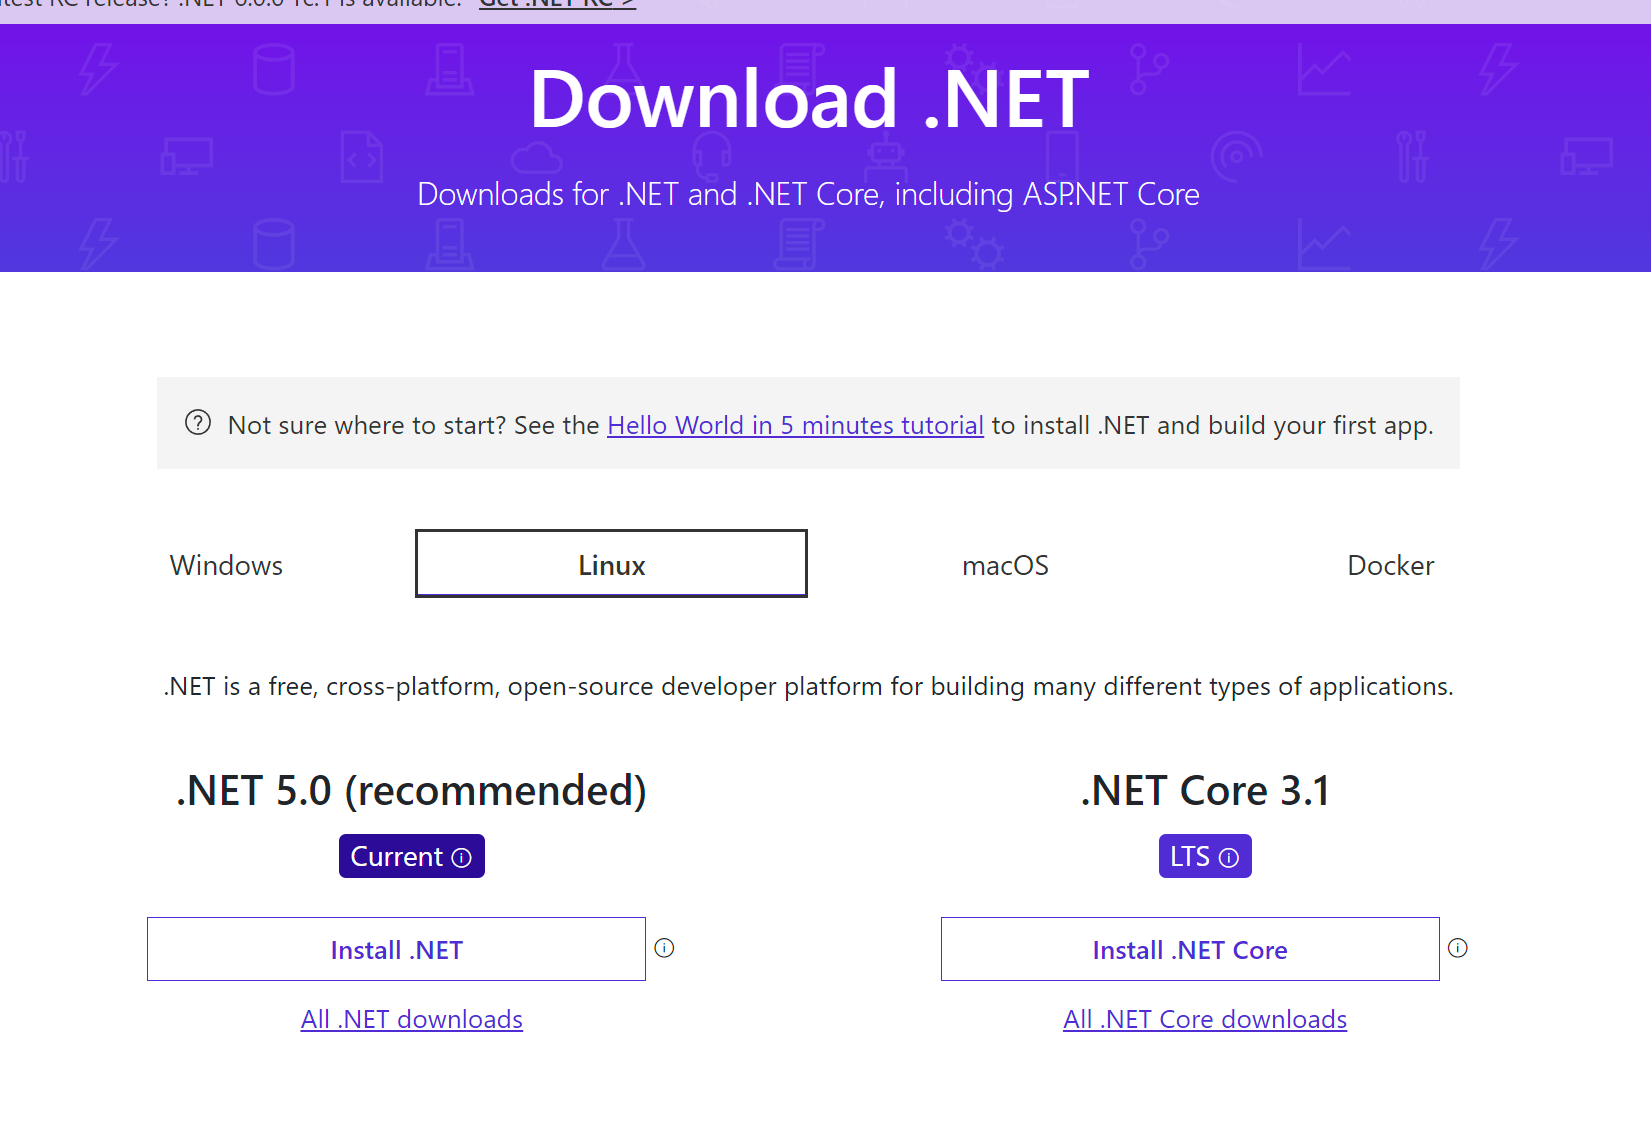 latest RC release? .NET 6.0.0-rc.1 is available. Get .NET RC >
Download .NET
Downloads for .NET and .NET Core, including ASP.NET Core
Not sure where to start? See the Hello World in 5 minutes tutorial to install .NET and build your first app.
Windows Linux macOS Docker
.NET is a free, cross-platform, open-source developer platform for building many different types of applications.
.NET 5.0 (recommended) .NET Core 3.1
Current LTS
Install .NET Install .NET Core
All .NET downloads All .NET Core downloads